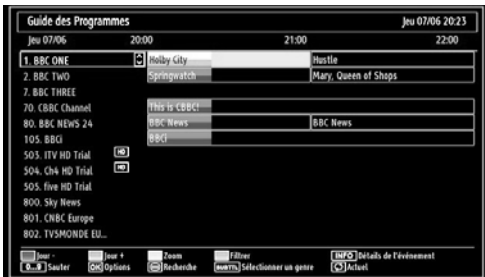 Guide des Programmes Jeu 07/06 20:23
Jeu 07/06 20:00 21:00 22:00
1. BBC ONE Holby City Hustle
2. BBC TWO Springwatch Mary, Queen of Shops
7. BBC THREE
70. CBBC Channel This is CBBC!
80. BBC NEWS 24 BBC News BBC News
105. BBCi BBCi
503. ITV HD Trial HD
504. Ch4 HD Trial HD
505. five HD Trial
800. Sky News
801. CNBC Europe
802. TV5MONDE EU...
Jour - Jour + Zoom Filtrer INFO Détails de l'événement
0...9 Sauter OK Options Recherche SUBTTL Sélectionner un genre Actuel